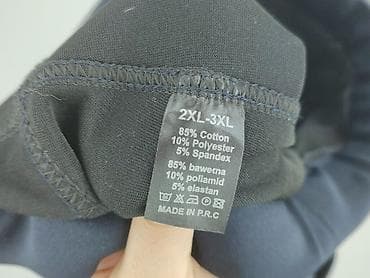 2XL-3XL
85% Cotton
10% Polyester
5% Spandex
85% bawełna
10% poliamid
5% elastan
MADE IN P.R.C